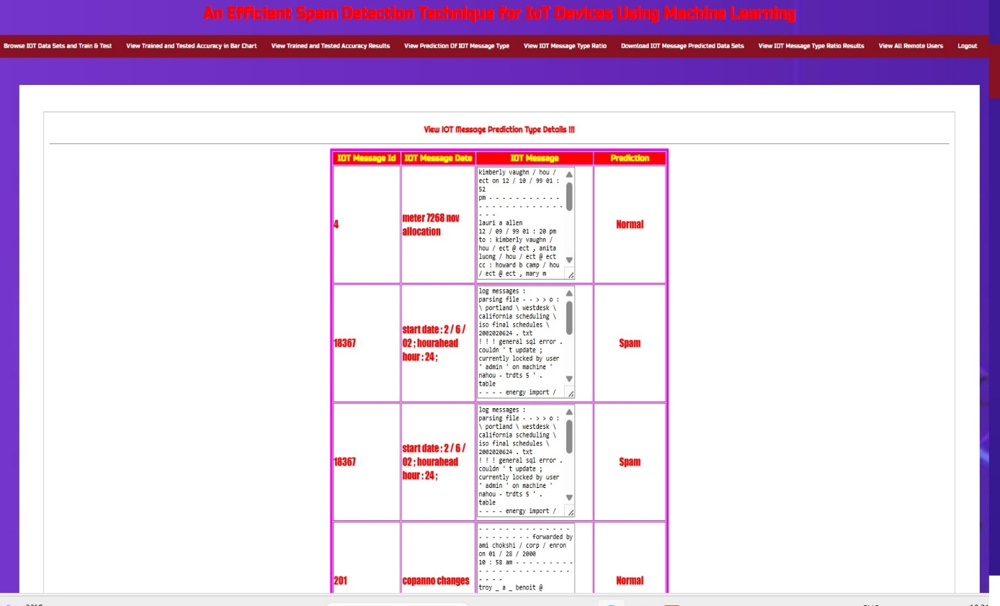 An Efficient Spam Detection Technique for IoT Devices Using Machine Learning
Browse IOT Data Sets and Train & Test View Trained and Tested Accuracy in Bar Chart View Trained and Tested Accuracy Results View Prediction Of IOT Message Type View IOT Message Type Ratio Download IOT Message Predicted Data Sets View IOT Message Type Ratio Results View All Remote Users Logout
View IOT Message Prediction Type Details !!!
IOT Message Id IOT Message Date IOT Message Prediction
4
meter 7268 nov
allocation
kimberly vaughn / hou /
ect on 12 / 10 / 99 01 :
52
pm - - - - - - - - - - -
- - - - - - - - - - - - - - -
- - -
lauri a allen
12 / 09 / 99 01 : 20 pm
to : kimberly vaughn /
hou / ect @ ect , anita
luong / hou / ect @ ect
cc : howard b camp / hou
/ ect @ ect , mary m
Normal
18367
start date : 2 / 6 /
02 ; hourahead
hour : 24 ;
log messages :
parsing file - - > > o :
\ portland \ westdesk \
california scheduling \
iso final schedules \
2002020624 . txt
! ! ! general sql error .
couldn ' t update ;
currently locked by user
' admin ' on machine '
nahou - trdts 5 ' .
table
- - - - energy import /
Spam
18367
start date : 2 / 6 /
02 ; hourahead
hour : 24 ;
log messages :
parsing file - - > > o :
\ portland \ westdesk \
california scheduling \
iso final schedules \
2002020624 . txt
! ! ! general sql error .
couldn ' t update ;
currently locked by user
' admin ' on machine '
nahou - trdts 5 ' .
table
- - - - energy import /
Spam
201
copanno changes
- - - - - - - - - - - - - - -
- - - - - - - - forwarded by
ami chokshi / corp / enron
on 01 / 28 / 2000
10 : 58 am - - - - - - - - -
- - - - - - - - - - - - - - -
- - - -
troy _ a _ benoit @
Normal